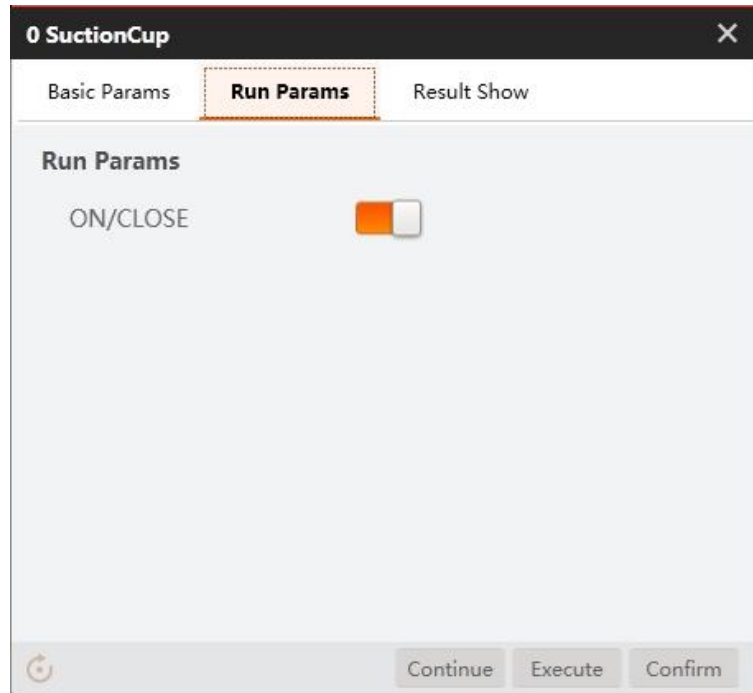 0 SuctionCup
Basic Params Run Params Result Show
Run Params
ON/CLOSE
Continue Execute Confirm